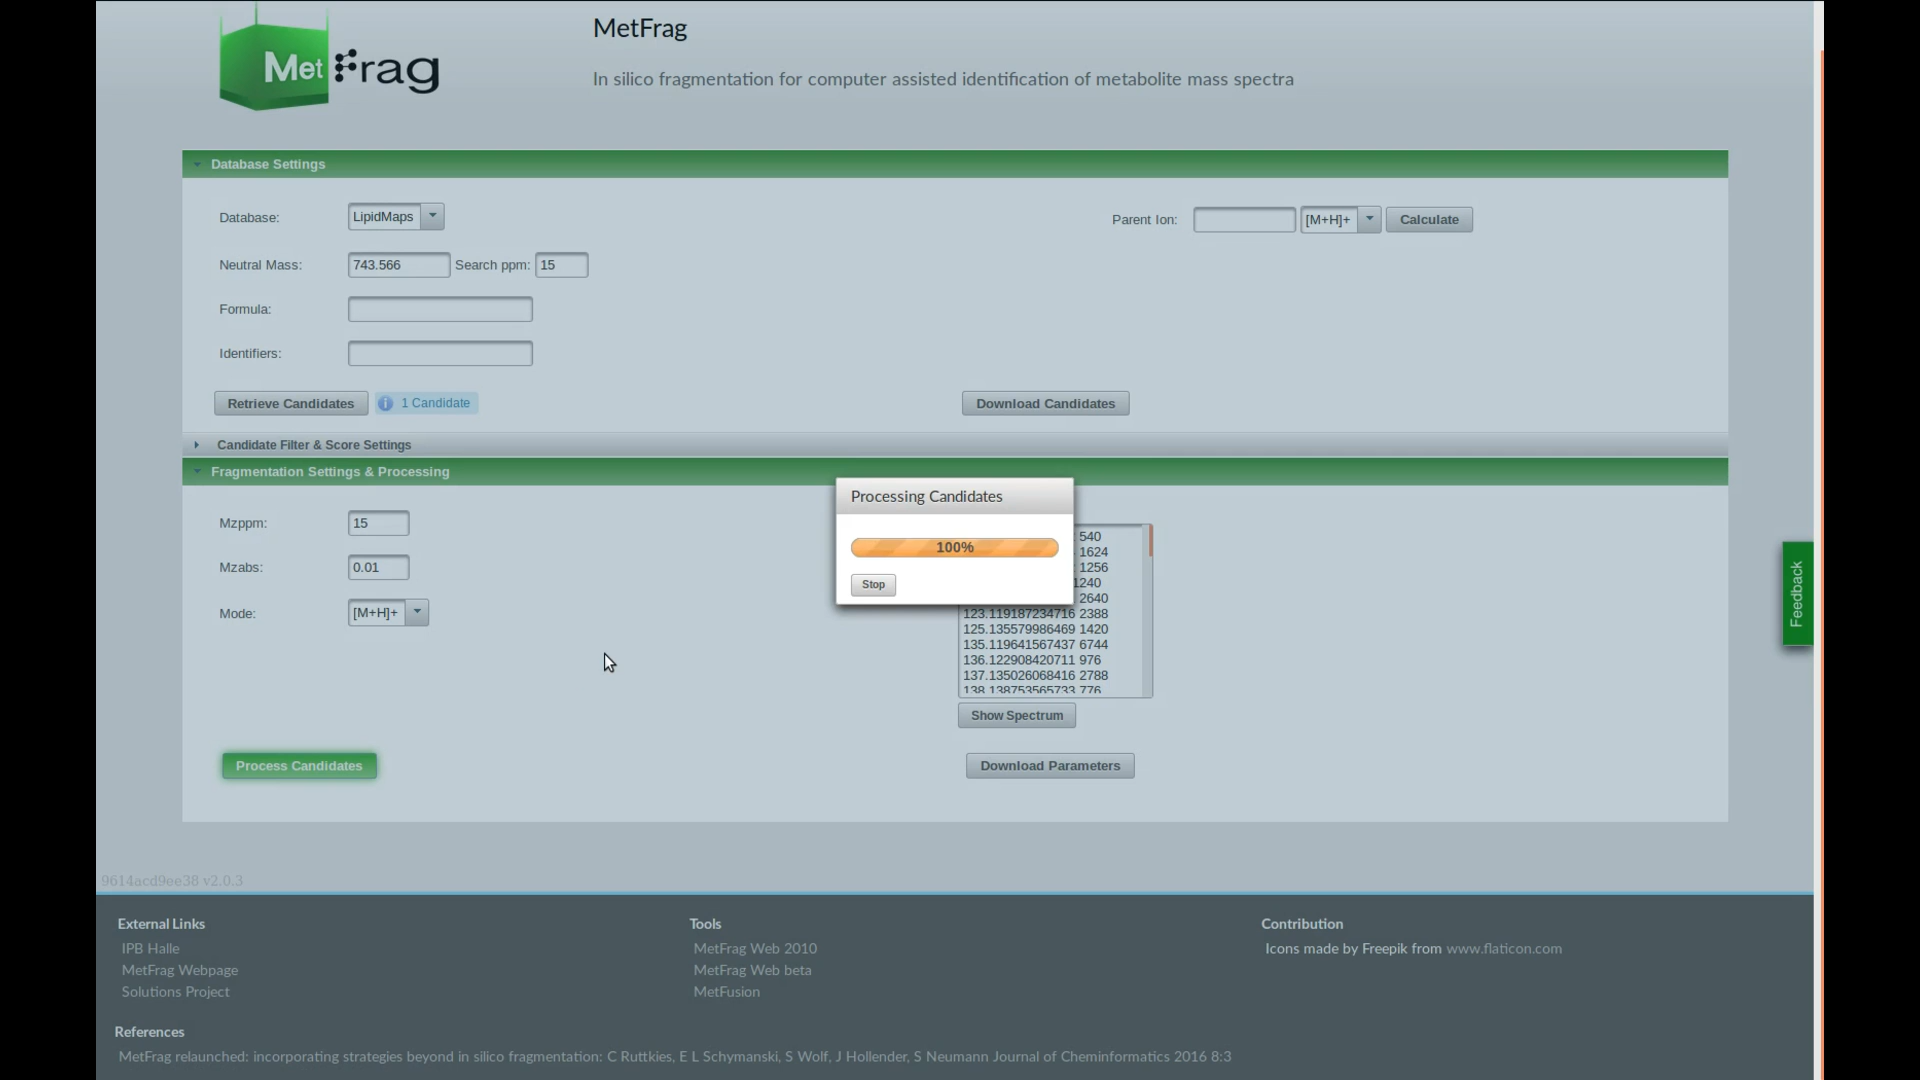 MetFrag
MetFrag
In silico fragmentation for computer assisted identification of metabolite mass spectra
Database Settings
Database: LipidMaps
Parent Ion: [M+H]+ Calculate
Neutral Mass: 743.566 Search ppm: 15
Formula:
Identifiers:
Retrieve Candidates 1 Candidate
Download Candidates
Candidate Filter & Score Settings
Fragmentation Settings & Processing
Mzppm: 15
Mzabs: 0.01
Mode: [M+H]+
Processing Candidates
100%
Stop
540
1624
1256
1240
2640
123.119187234716 2388
125.135579986469 1420
135.119641567437 6744
136.122908420711 976
137.135026068416 2788
138.138753565733 776
Show Spectrum
Process Candidates
Download Parameters
Feedback
9614acd9ee38 v2.0.3
External Links
IPB Halle
MetFrag Webpage
Solutions Project
Tools
MetFrag Web 2010
MetFrag Web beta
MetFusion
Contribution
Icons made by Freepik from www.flaticon.com
References
MetFrag relaunched: incorporating strategies beyond in silico fragmentation: C Ruttkies, E L Schymanski, S Wolf, J Hollender, S Neumann Journal of Cheminformatics 2016 8:3